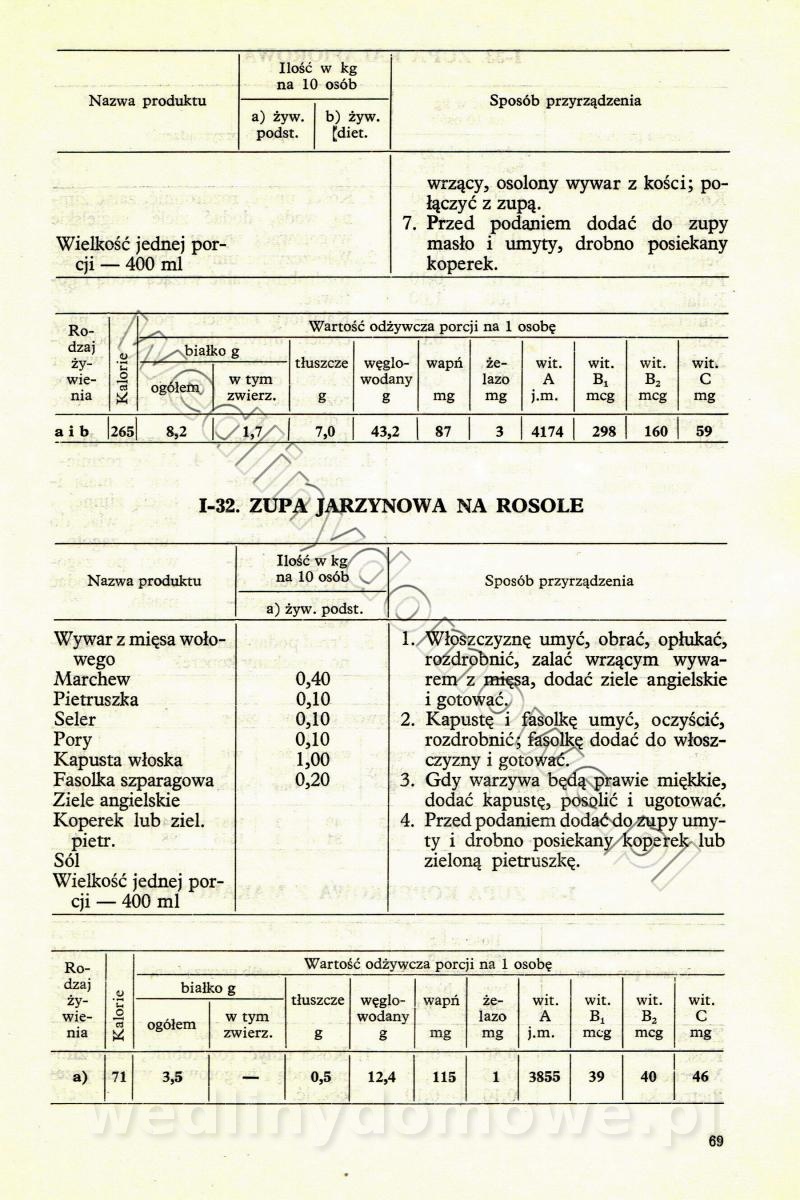 Nazwa produktu
Ilość w kg
na 10 osób
a) żyw.
podst.
b) żyw.
[diet.
Sposób przyrządzenia
wrzący, osolony wywar z kości; po-
łączyć z zupą.
7. Przed podaniem dodać do zupy
masło i umyty, drobno posiekany
koperek.
Wielkość jednej por-
cji — 400 ml
Ro-
dzaj
ży-
wie-
nia
Kalorie
Wartość odżywcza porcji na 1 osobę
białko g
ogółem
w tym
zwierz.
tłuszcze
g
węglo-
wodany
g
wapń
mg
że-
lazo
mg
wit.
A
j.m.
wit.
B₁
mcg
wit.
B₂
mcg
wit.
C
mg
a i b 265 8,2 1,7 7,0 43,2 87 3 4174 298 160 59
I-32. ZUPA JARZYNOWA NA ROSOLE
Nazwa produktu
Ilość w kg
na 10 osób
a) żyw. podst.
Sposób przyrządzenia
Wywar z mięsa woło-
wego
Marchew 0,40
Pietruszka 0,10
Seler 0,10
Pory 0,10
Kapusta włoska 1,00
Fasolka szparagowa 0,20
Ziele angielskie
Koperek lub ziel.
pietr.
Sól
Wielkość jednej por-
cji — 400 ml
1. Włoszczyznę umyć, obrać, opłukać,
rozdrobnić, zalać wrzącym wywa-
rem z mięsa, dodać ziele angielskie
i gotować.
2. Kapustę i fasolkę umyć, oczyścić,
rozdrobnić; fasolkę dodać do włosz-
czyzny i gotować.
3. Gdy warzywa będą prawie miękkie,
dodać kapustę, posolić i ugotować.
4. Przed podaniem dodać do zupy umy-
ty i drobno posiekany koperek lub
zieloną pietruszkę.
Ro-
dzaj
ży-
wie-
nia
Kalorie
Wartość odżywcza porcji na 1 osobę
białko g
ogółem
w tym
zwierz.
tłuszcze
g
węglo-
wodany
g
wapń
mg
że-
lazo
mg
wit.
A
j.m.
wit.
B₁
mcg
wit.
B₂
mcg
wit.
C
mg
a) 71 3,5 — 0,5 12,4 115 1 3855 39 40 46
wedlinydomowe.pl
69
wedlinydomowe.pl